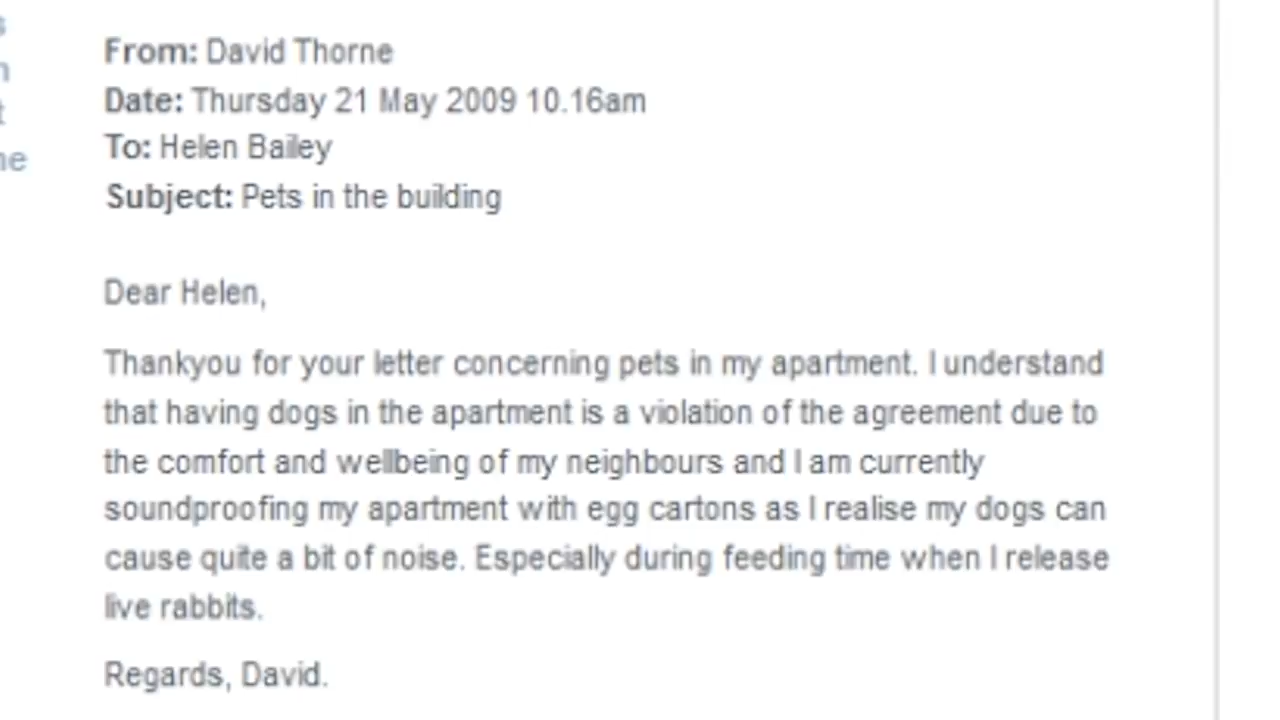 s
n
t
ne
From: David Thorne
Date: Thursday 21 May 2009 10.16am
To: Helen Bailey
Subject: Pets in the building
Dear Helen,
Thankyou for your letter concerning pets in my apartment. I understand
that having dogs in the apartment is a violation of the agreement due to
the comfort and wellbeing of my neighbours and I am currently
soundproofing my apartment with egg cartons as I realise my dogs can
cause quite a bit of noise. Especially during feeding time when I release
live rabbits.
Regards, David.